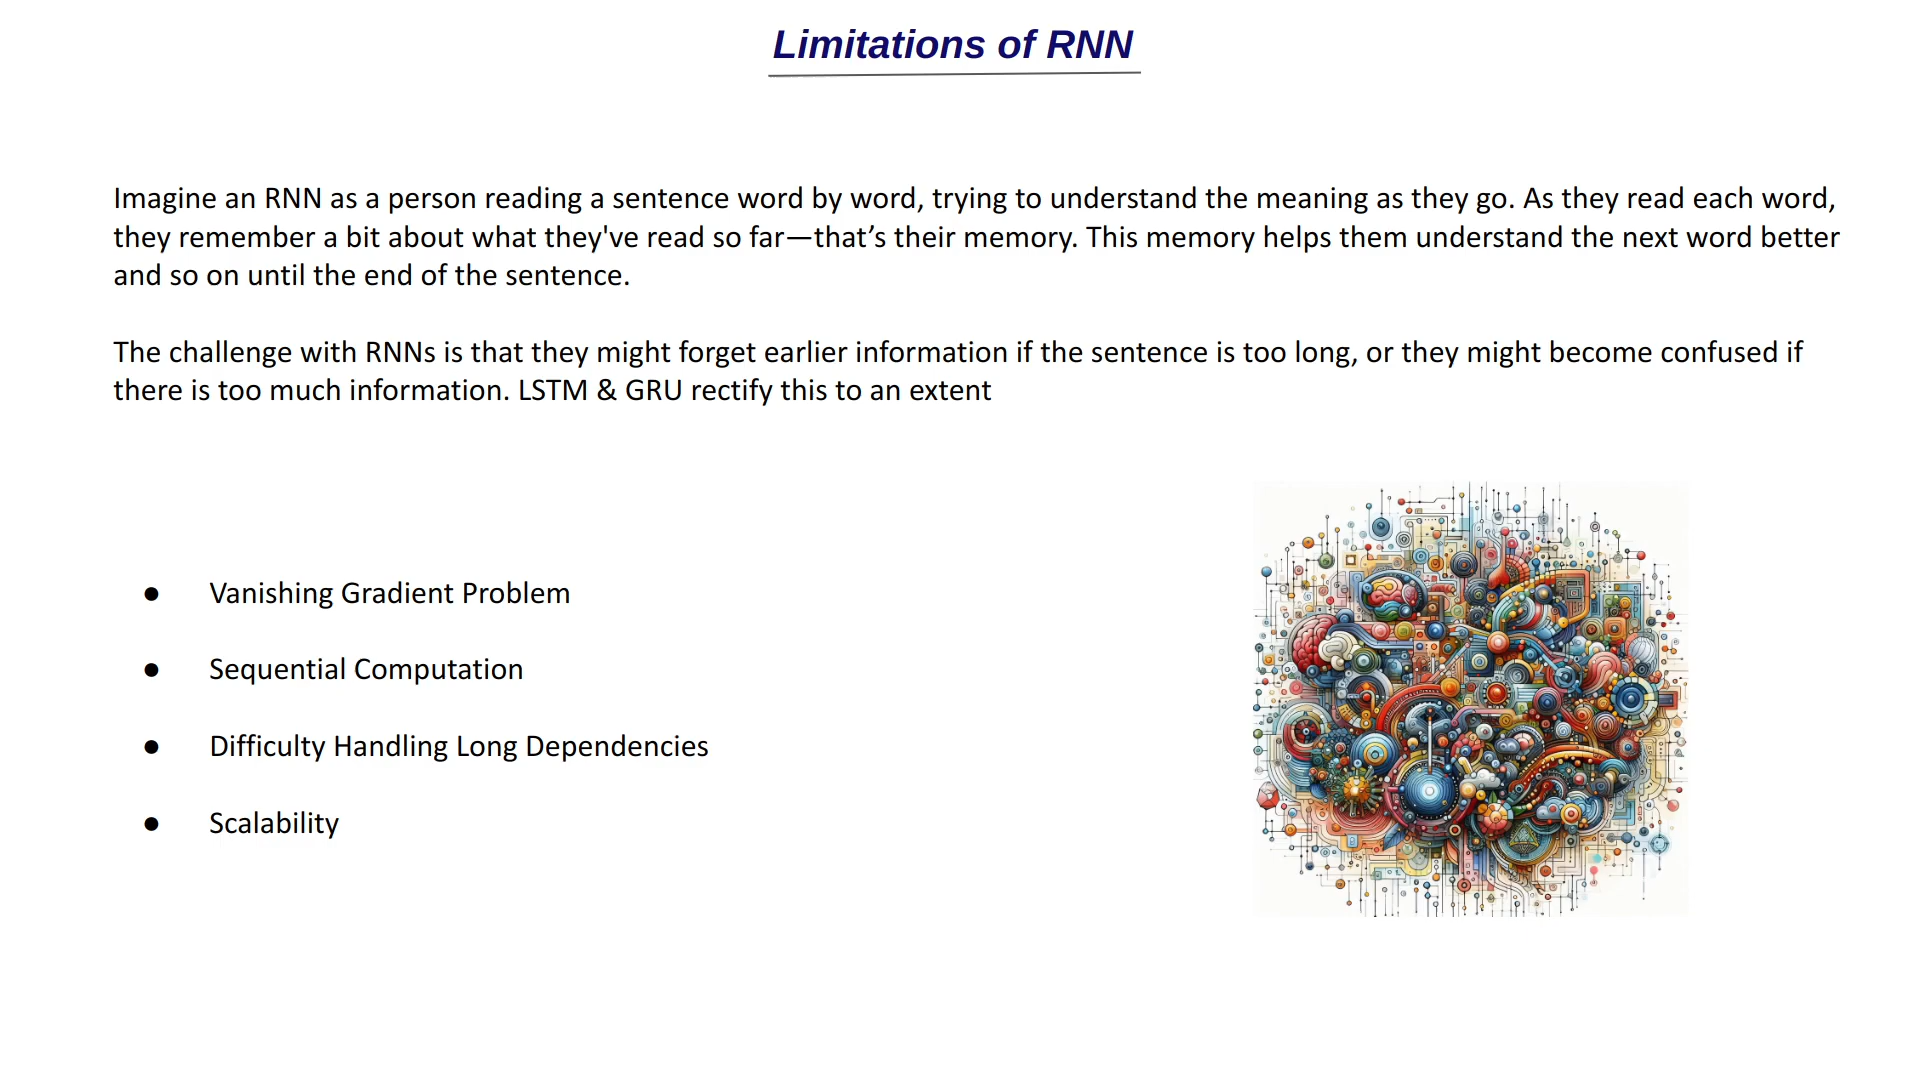 Limitations of RNN
Imagine an RNN as a person reading a sentence word by word, trying to understand the meaning as they go. As they read each word,
they remember a bit about what they've read so far—that’s their memory. This memory helps them understand the next word better
and so on until the end of the sentence.
The challenge with RNNs is that they might forget earlier information if the sentence is too long, or they might become confused if
there is too much information. LSTM & GRU rectify this to an extent
● Vanishing Gradient Problem
● Sequential Computation
● Difficulty Handling Long Dependencies
● Scalability